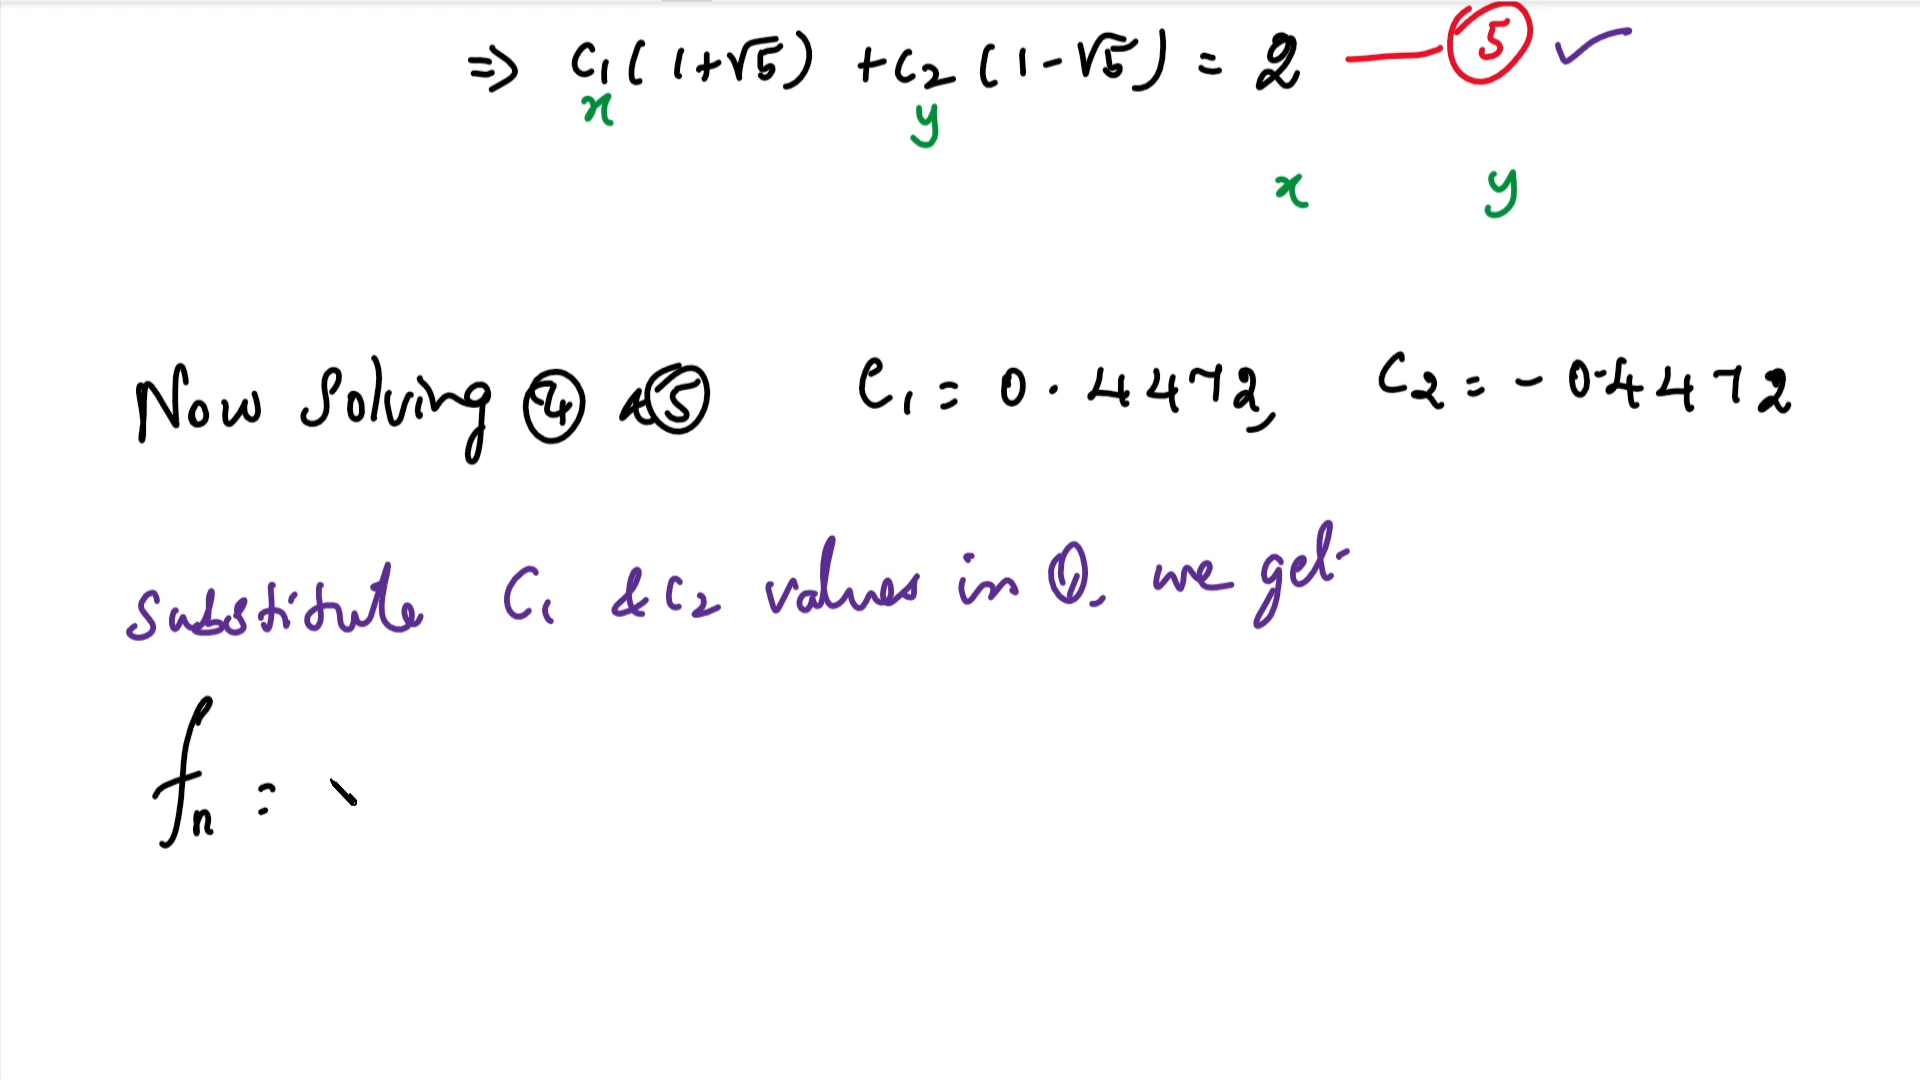 ⇒ C₁(1+√5) + C₂(1-√5) = 2 — ⑤ ✓
x y
x y
Now Solving ④ & ⑤ C₁ = 0.4472, C₂ = -0.4472
Substitute C₁ & C₂ values in ①, we get
fₙ =